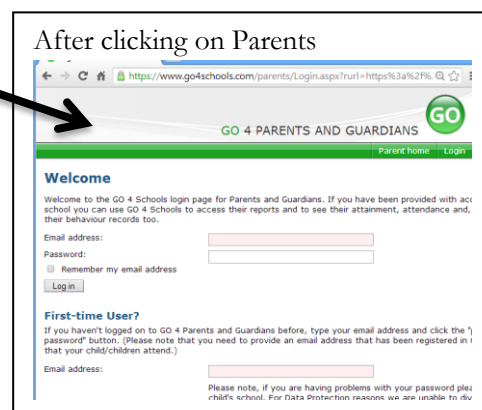 After clicking on Parents
https://www.go4schools.com/parents/Login.aspx?rurl=https%3a%2f%
GO
GO 4 PARENTS AND GUARDIANS
Parent home Login
Welcome
Welcome to the GO 4 Schools login page for Parents and Guardians. If you have been provided with
school you can use GO 4 Schools to access their reports and to see their attainment, attendance and,
their behaviour records too.
Email address:
Password:
Remember my email address
Log in
First-time User?
If you haven't logged on to GO 4 Parents and Guardians before, type your email address and click the
password" button. (Please note that you need to provide an email address that has been registered in
that your child/children attend.)
Email address:
Please note, if you are having problems with your password
child's school. For Data Protection reasons we are unable to